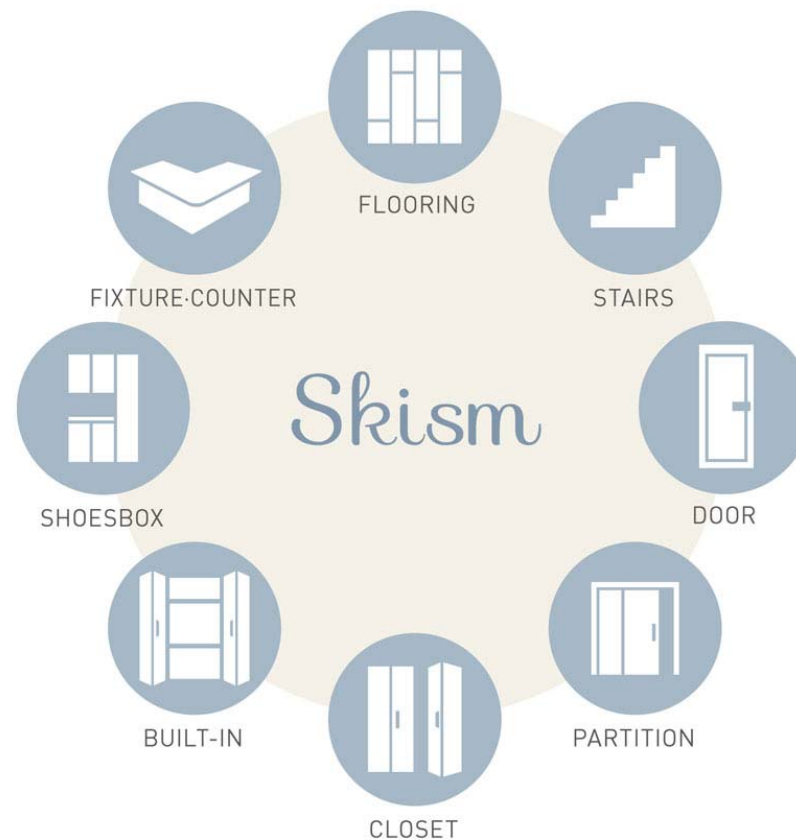 FLOORING
FIXTURE·COUNTER
STAIRS
Skism
SHOESBOX
DOOR
BUILT-IN
PARTITION
CLOSET